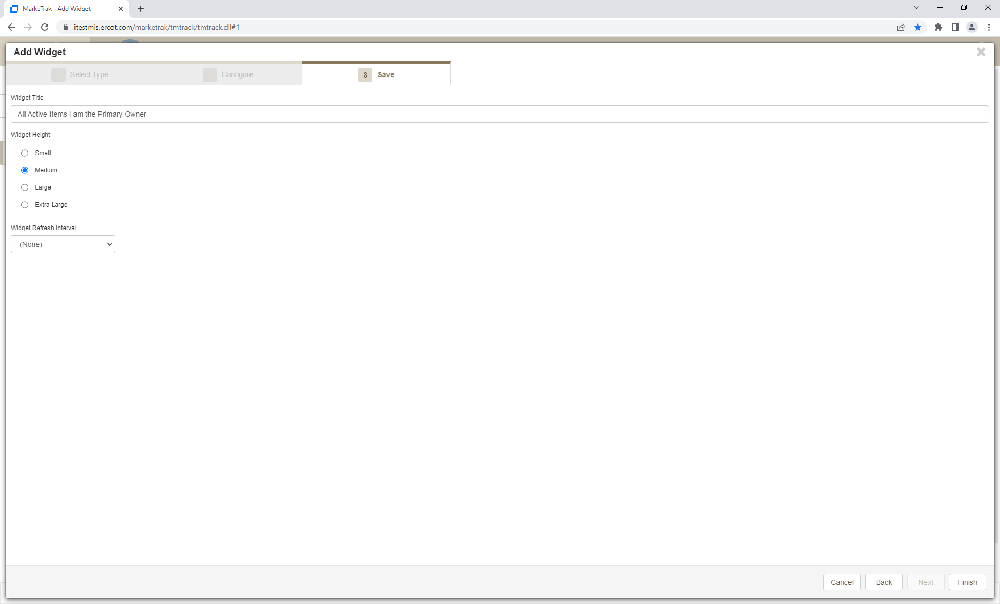 MarkeTrak - Add Widget
itestmis.ercot.com/marketrak/tmtrack/tmtrack.dll#1
Add Widget
Select Type
Configure
3 Save
Widget Title
All Active Items I am the Primary Owner
Widget Height
Small
Medium
Large
Extra Large
Widget Refresh Interval
(None)
Cancel Back Next Finish